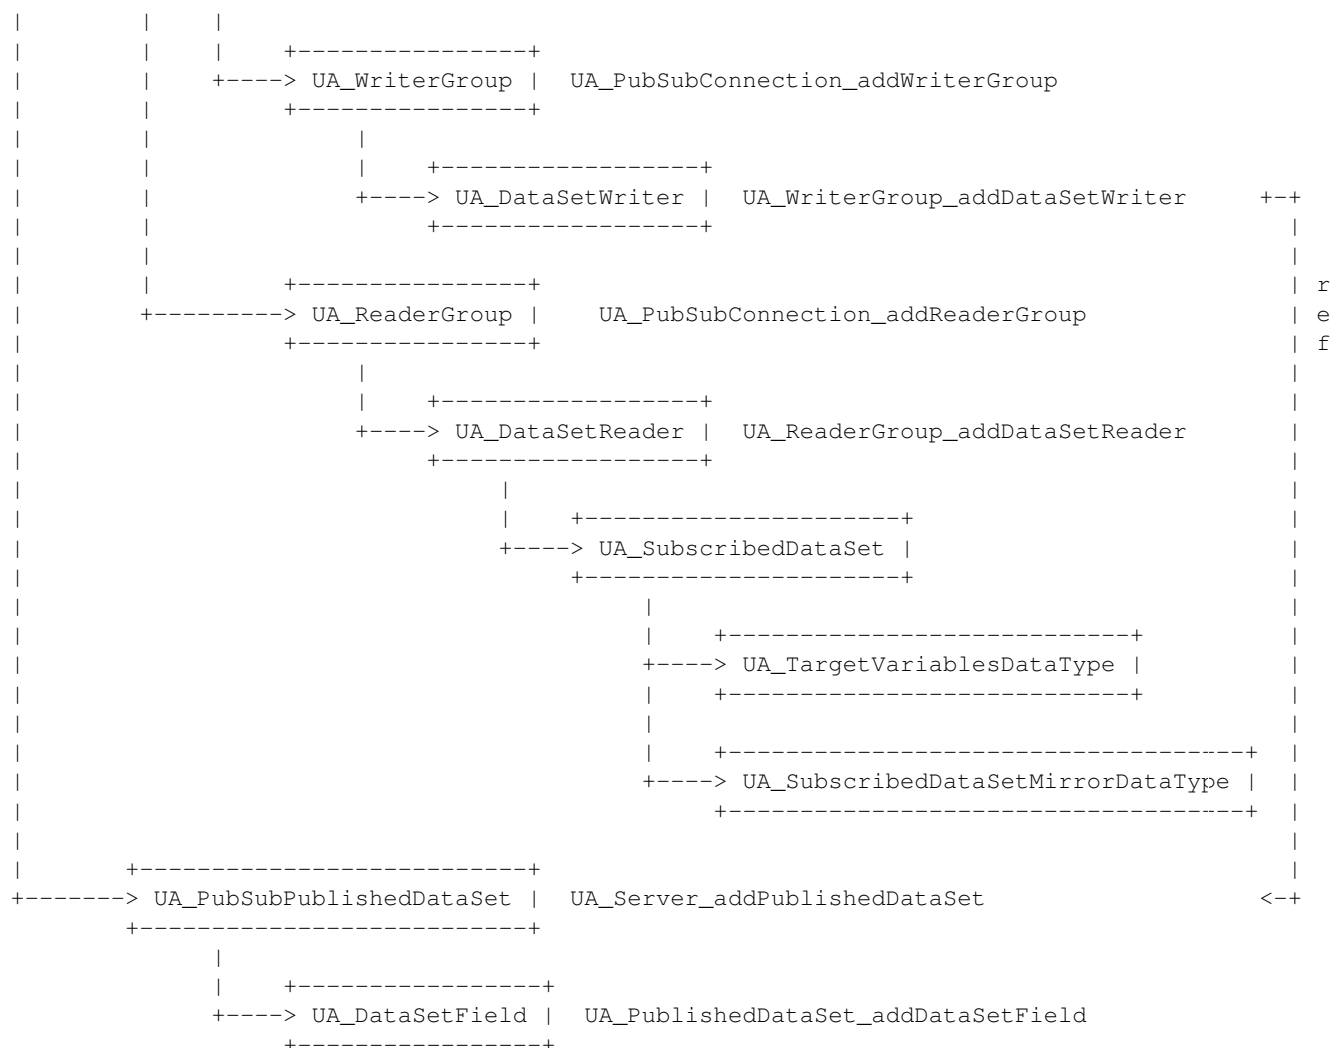 |        |    |
|        |    |    +----------------+
|        |    +----> UA_WriterGroup |  UA_PubSubConnection_addWriterGroup
|        |         +----------------+
|        |              |
|        |              |    +------------------+
|        |              +----> UA_DataSetWriter |  UA_WriterGroup_addDataSetWriter     +-+
|        |                   +------------------+                                        |
|        |                                                                               |
|        |         +----------------+                                                    | r
|        +---------> UA_ReaderGroup |    UA_PubSubConnection_addReaderGroup              | e
|                  +----------------+                                                    | f
|                       |                                                                |
|                       |    +------------------+                                        |
|                       +----> UA_DataSetReader |  UA_ReaderGroup_addDataSetReader       |
|                            +------------------+                                        |
|                                 |                                                      |
|                                 |    +----------------------+                          |
|                                 +----> UA_SubscribedDataSet |                          |
|                                      +----------------------+                          |
|                                           |                                            |
|                                           |    +----------------------------+          |
|                                           +----> UA_TargetVariablesDataType |          |
|                                           |    +----------------------------+          |
|                                           |                                            |
|                                           |    +------------------------------------+  |
|                                           +----> UA_SubscribedDataSetMirrorDataType |  |
|                                                +------------------------------------+  |
|                                                                                        |
|       +---------------------------+                                                    |
+-------> UA_PubSubPublishedDataSet |  UA_Server_addPublishedDataSet                   <-+
        +---------------------------+
              |
              |    +-----------------+
              +----> UA_DataSetField |  UA_PublishedDataSet_addDataSetField
                   +-----------------+